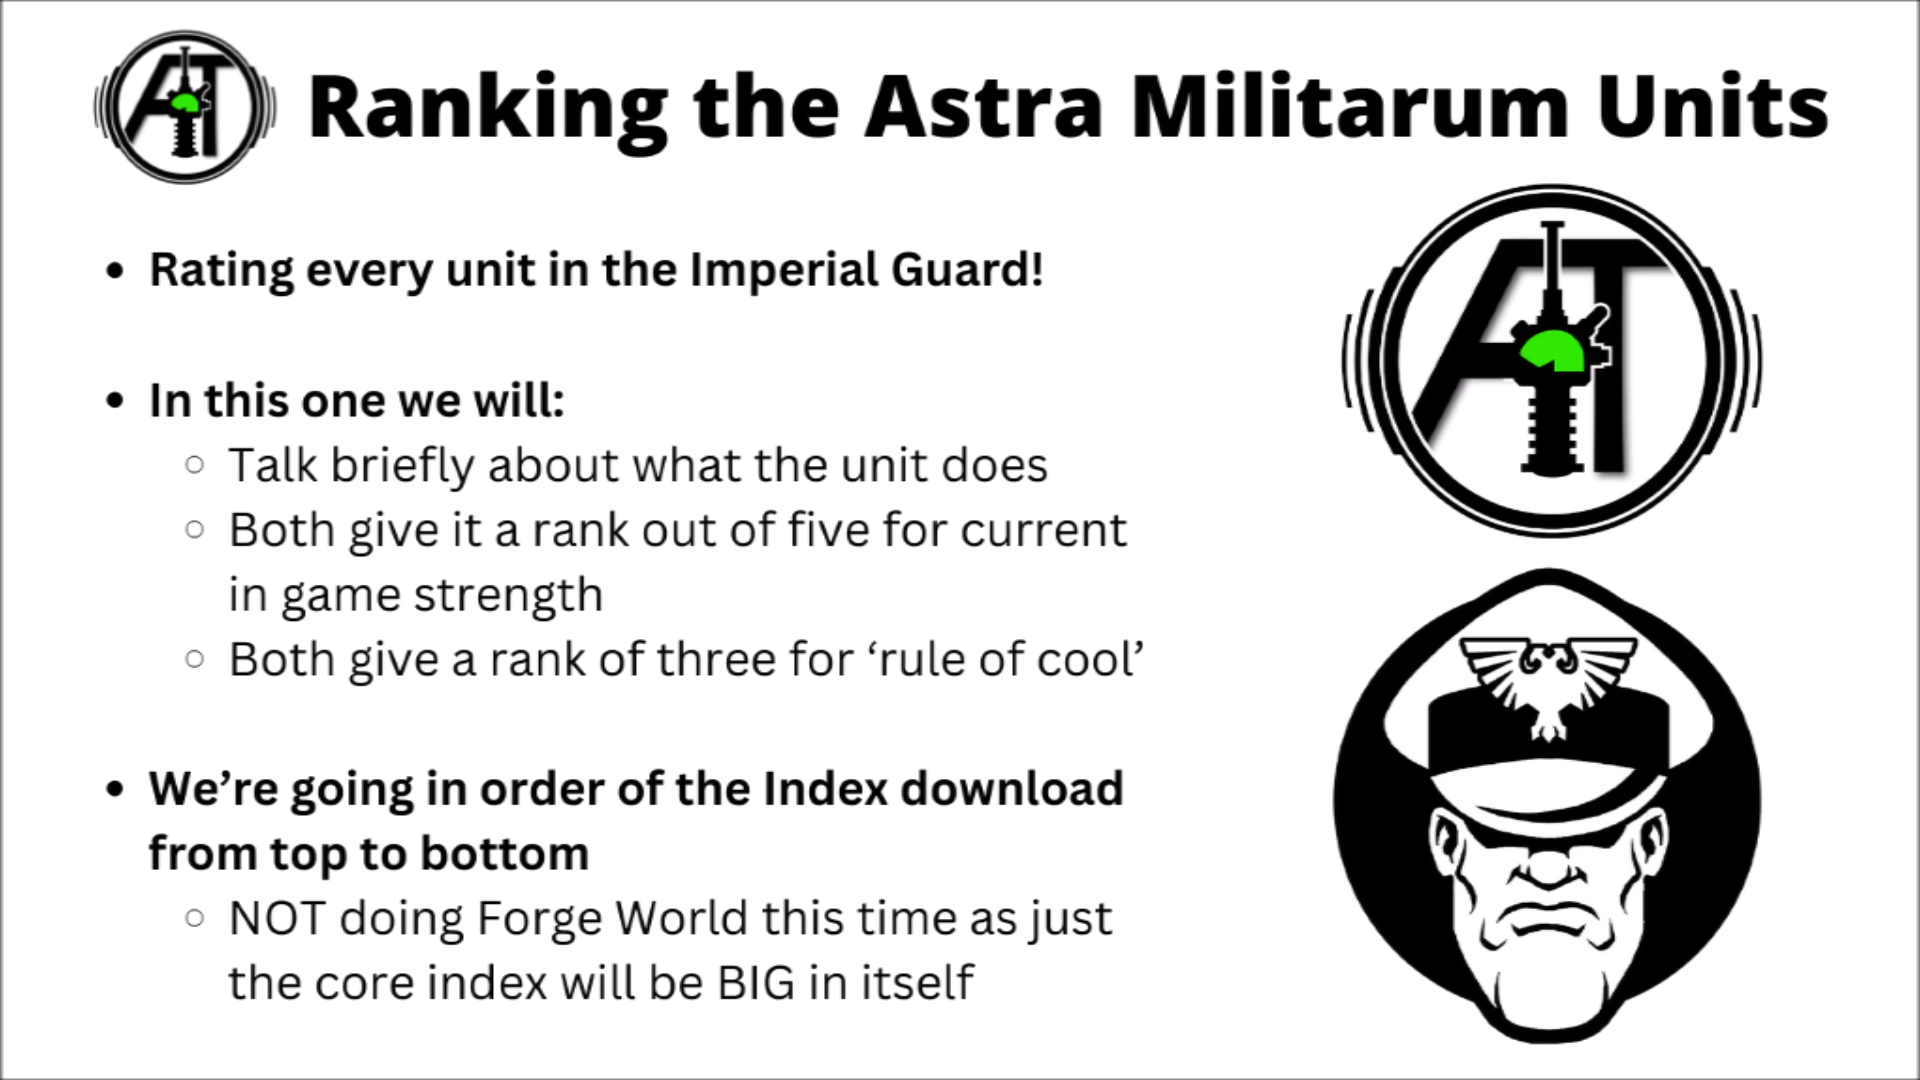 AT
Ranking the Astra Militarum Units
• Rating every unit in the Imperial Guard!
• In this one we will:
○ Talk briefly about what the unit does
○ Both give it a rank out of five for current
in game strength
○ Both give a rank of three for ‘rule of cool’
• We’re going in order of the Index download
from top to bottom
○ NOT doing Forge World this time as just
the core index will be BIG in itself
AT